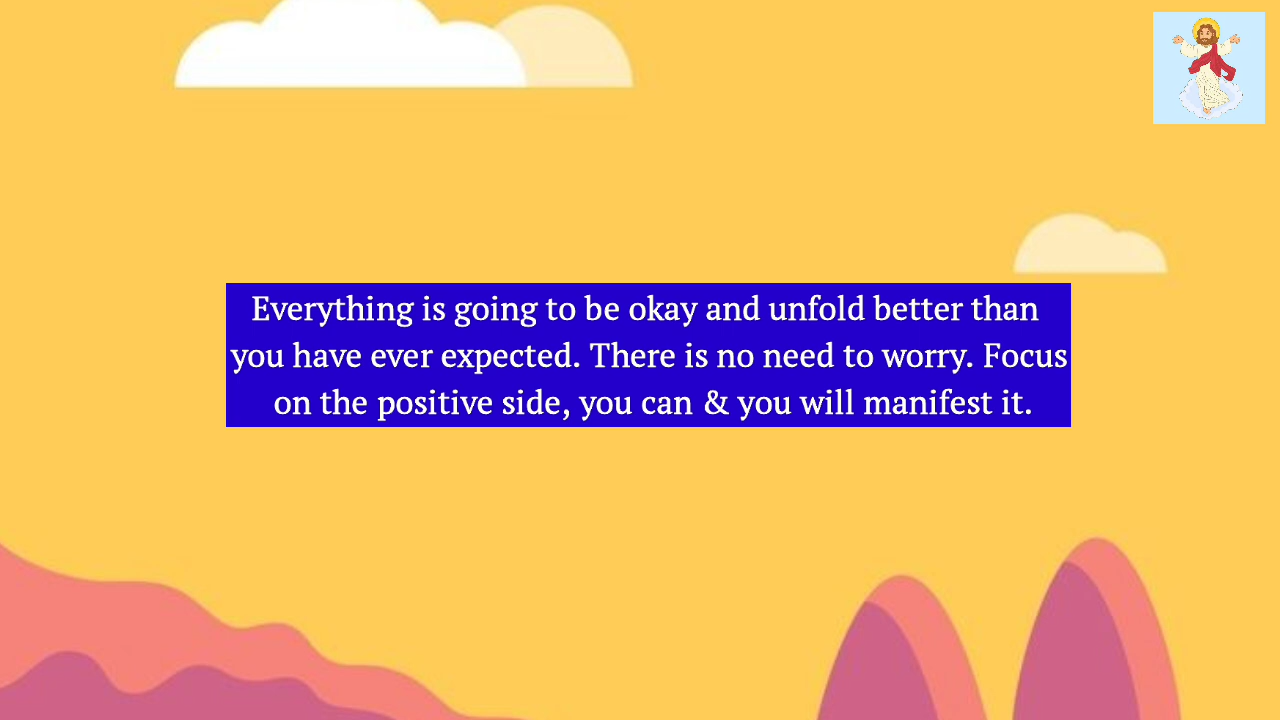 Everything is going to be okay and unfold better than
you have ever expected. There is no need to worry. Focus
on the positive side, you can & you will manifest it.